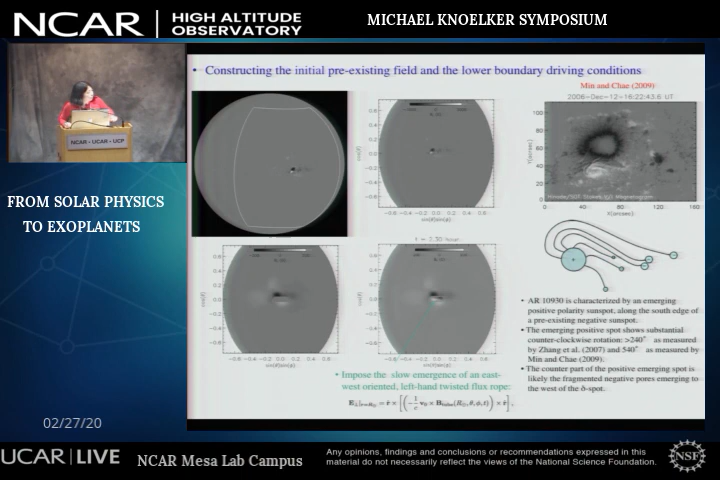 NCAR
HIGH ALTITUDE
OBSERVATORY
MICHAEL KNOELKER SYMPOSIUM
• Constructing the initial pre-existing field and the lower boundary driving conditions
Min and Chae (2009)
2006-Dec-12-16:22:43.6 UT
NCAR - UCAR - UCP
FROM SOLAR PHYSICS
TO EXOPLANETS
t = 3.30 hour
X(arcsec)
• AR 10930 is characterized by an emerging
positive polarity sunspot, along the south edge of
a pre-existing negative sunspot.
• The emerging positive spot shows substantial
counter-clockwise rotation: >240° as measured
by Zhang et al. (2007) and 540° as measured by
Min and Chae (2009).
• The counter part of the positive emerging spot is
likely the fragmented negative pores emerging to
the west of the δ-spot.
• Impose the slow emergence of an east-
west oriented, left-hand twisted flux rope:
02/27/20
UCAR | LIVE
NCAR Mesa Lab Campus
Any opinions, findings and conclusions or recommendations expressed in this
material do not necessarily reflect the views of the National Science Foundation.
NSF